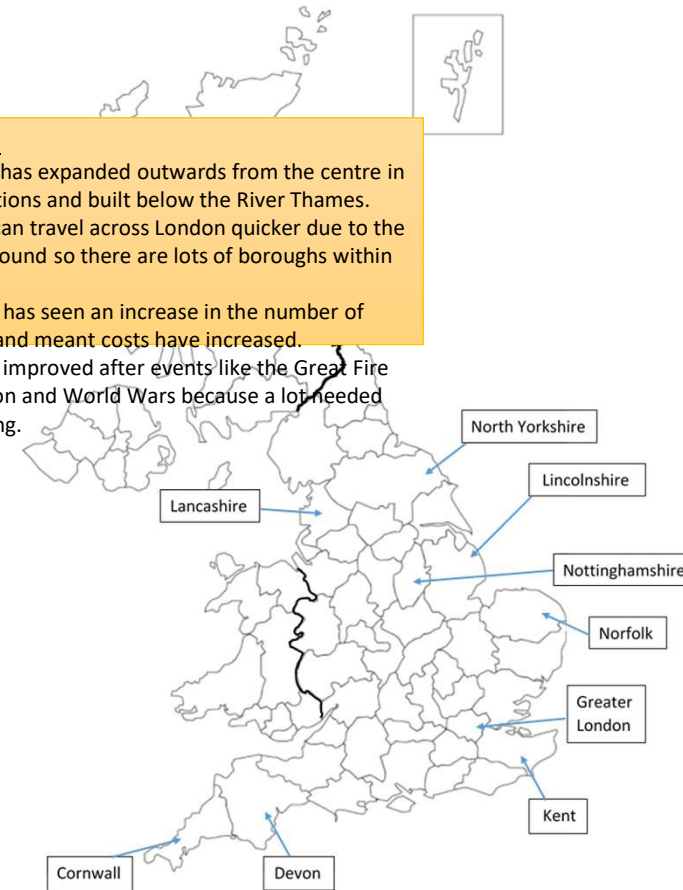 has expanded outwards from the centre in
tions and built below the River Thames.
can travel across London quicker due to the
ound so there are lots of boroughs within
has seen an increase in the number of
and meant costs have increased.
improved after events like the Great Fire
on and World Wars because a lot needed
ng.
North Yorkshire
Lincolnshire
Lancashire
Nottinghamshire
Norfolk
Greater
London
Kent
Cornwall
Devon